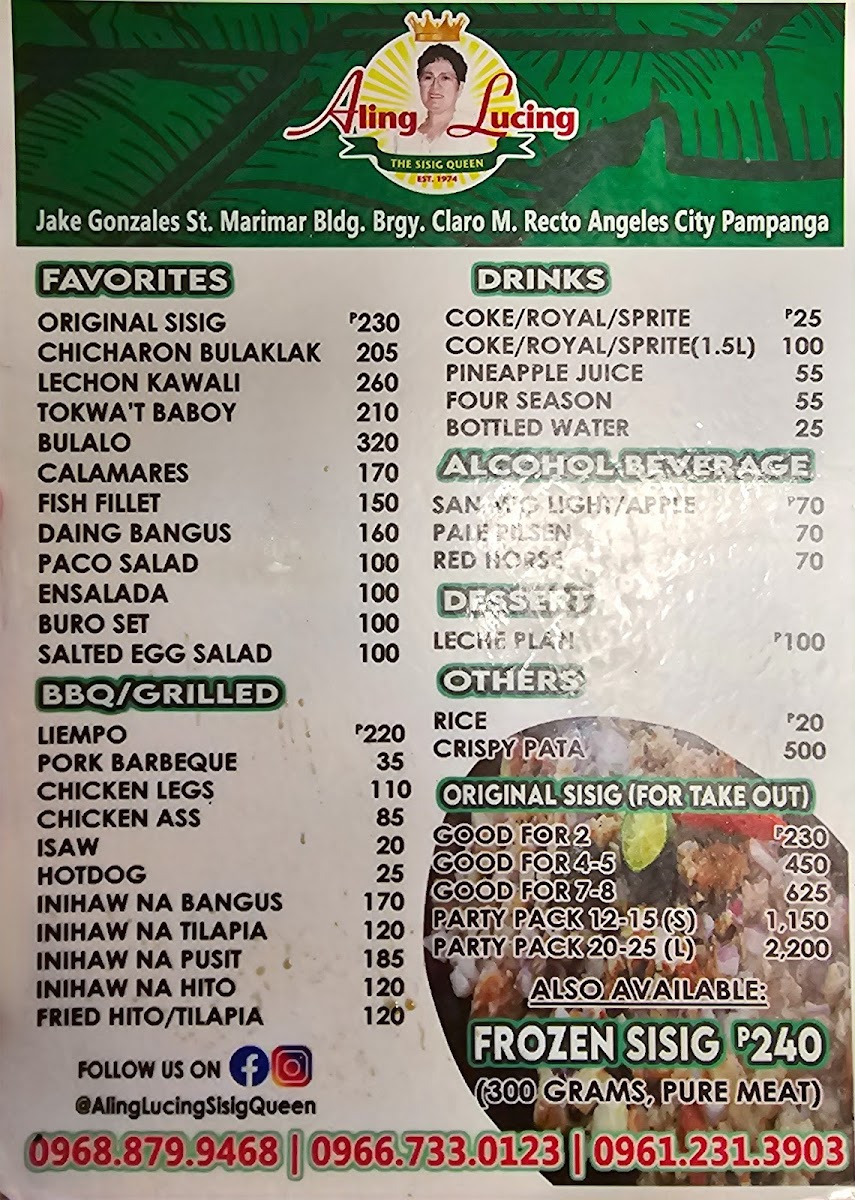 Aling Lucing
THE SISIG QUEEN
EST. 1974
Jake Gonzales St. Marimar Bldg. Brgy. Claro M. Recto Angeles City Pampanga
FAVORITES
ORIGINAL SISIG ₱230
CHICHARON BULAKLAK 205
LECHON KAWALI 260
TOKWA'T BABOY 210
BULALO 320
CALAMARES 170
FISH FILLET 150
DAING BANGUS 160
PACO SALAD 100
ENSALADA 100
BURO SET 100
SALTED EGG SALAD 100
BBQ/GRILLED
LIEMPO ₱220
PORK BARBEQUE 35
CHICKEN LEGS 110
CHICKEN ASS 85
ISAW 20
HOTDOG 25
INIHAW NA BANGUS 170
INIHAW NA TILAPIA 120
INIHAW NA PUSIT 185
INIHAW NA HITO 120
FRIED HITO/TILAPIA 120
FOLLOW US ON
@AlingLucingSisigQueen
DRINKS
COKE/ROYAL/SPRITE ₱25
COKE/ROYAL/SPRITE(1.5L) 100
PINEAPPLE JUICE 55
FOUR SEASON 55
BOTTLED WATER 25
ALCOHOL BEVERAGE
SAN MIG LIGHT/APPLE ₱70
PALE PILSEN 70
RED HORSE 70
DESSERT
LECHE PLAN ₱100
OTHERS
RICE ₱20
CRISPY PATA 500
ORIGINAL SISIG (FOR TAKE OUT)
GOOD FOR 2 ₱230
GOOD FOR 4-5 450
GOOD FOR 7-8 625
PARTY PACK 12-15 (S) 1,150
PARTY PACK 20-25 (L) 2,200
ALSO AVAILABLE:
FROZEN SISIG ₱240
(300 GRAMS, PURE MEAT)
0968.879.9468 | 0966.733.0123 | 0961.231.3903